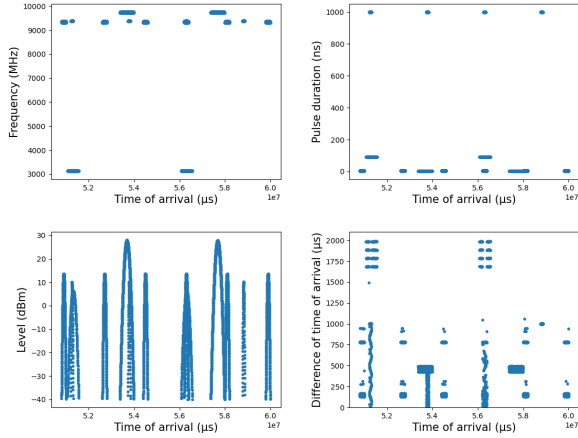 10000
9000
8000
7000
6000
5000
4000
3000
Frequency (MHz)
5.2 5.4 5.6 5.8 6.0
Time of arrival (µs) 1e7
1000
800
600
400
200
0
Pulse duration (ns)
5.2 5.4 5.6 5.8 6.0
Time of arrival (µs) 1e7
30
20
10
0
−10
−20
−30
−40
Level (dBm)
5.2 5.4 5.6 5.8 6.0
Time of arrival (µs) 1e7
2000
1750
1500
1250
1000
750
500
250
0
Difference of time of arrival (µs)
5.2 5.4 5.6 5.8 6.0
Time of arrival (µs) 1e7